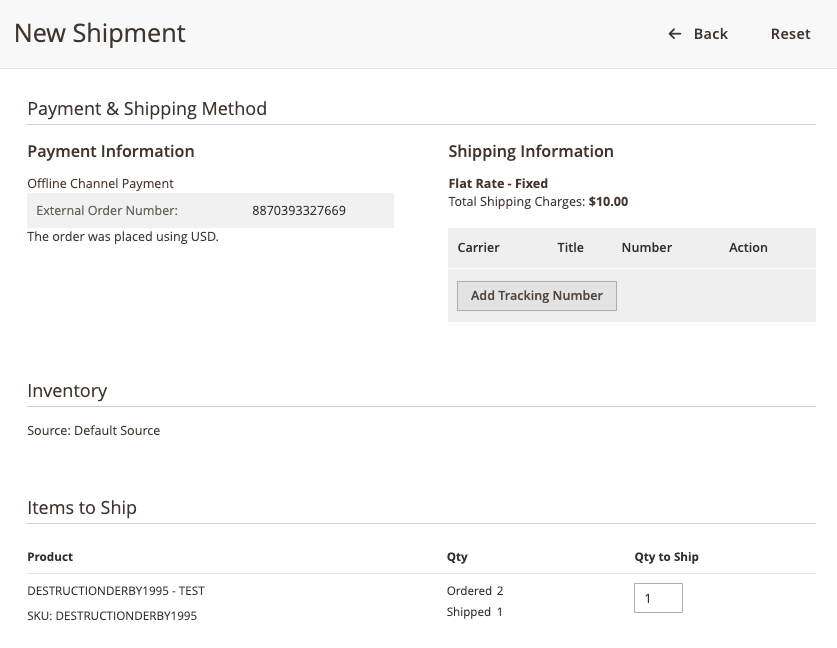 New Shipment
Back
Reset
Payment & Shipping Method
Payment Information
Offline Channel Payment
External Order Number: 8870393327669
The order was placed using USD.
Shipping Information
Flat Rate - Fixed
Total Shipping Charges: $10.00
Carrier Title Number Action
Add Tracking Number
Inventory
Source: Default Source
Items to Ship
Product Qty Qty to Ship
DESTRUCTIONDERBY1995 - TEST
SKU: DESTRUCTIONDERBY1995
Ordered 2
Shipped 1
1